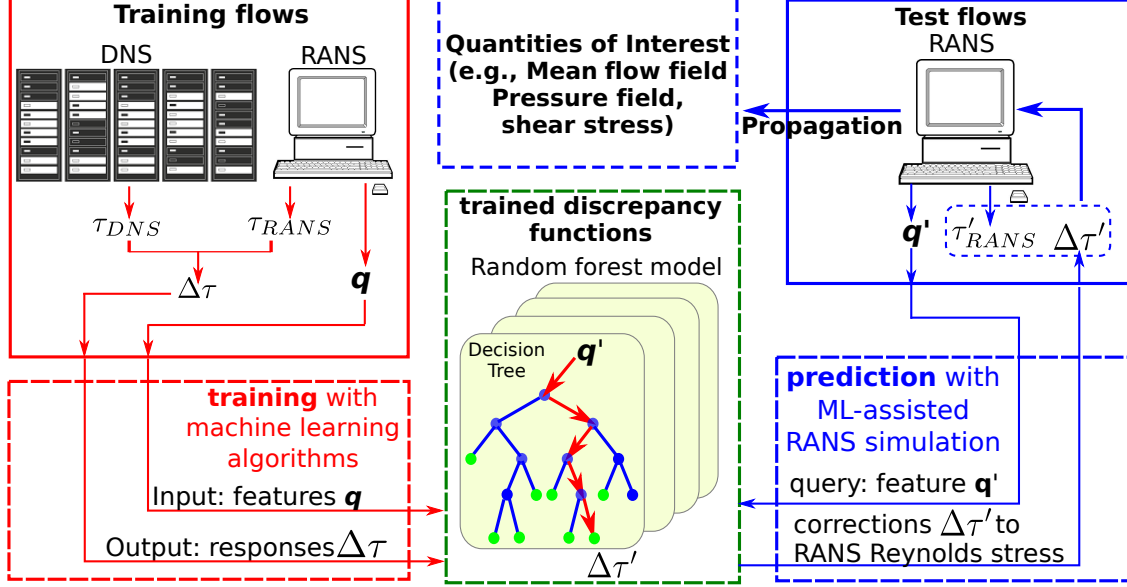 Training flows
DNS
RANS
τ_DNS
τ_RANS
Δτ
q
training with
machine learning
algorithms
Input: features q
Output: responses Δτ
Quantities of Interest
(e.g., Mean flow field
Pressure field,
shear stress)
Propagation
trained discrepancy
functions
Random forest model
Decision
Tree
q'
Δτ′
Test flows
RANS
q'
τ′_RANS Δτ′
prediction with
ML-assisted
RANS simulation
query: feature q'
corrections Δτ′ to
RANS Reynolds stress